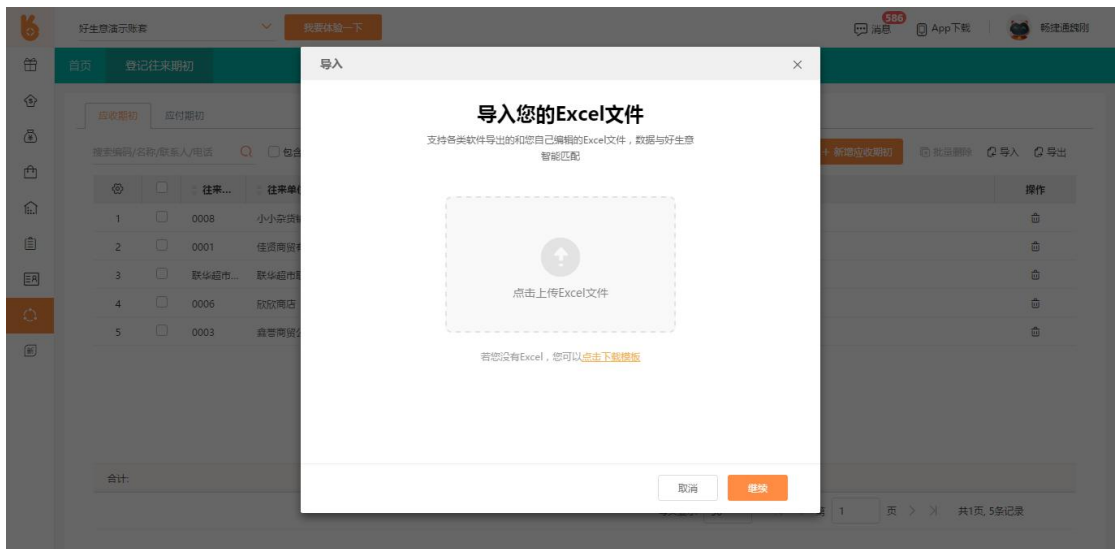 好生意演示账套
我要体验一下
586
消息
App下载
畅捷通
首页
登记往来期初
导入
导入您的Excel文件
支持各类软件导出的和您自己编辑的Excel文件，数据与好生意
智能匹配
点击上传Excel文件
若您没有Excel，您可以点击下载模板
取消
继续
应收期初
应付期初
搜索编码/名称/联系人/电话
包含
+ 新增应收期初
批量删除
导入
导出
往来...
往来单位
操作
1 0008 小小杂货
2 0001 佳贤商贸
3 联华超市... 联华超市
4 0006 欣欣商店
5 0003 鑫誉商贸
合计:
1
页
共1页, 5条记录